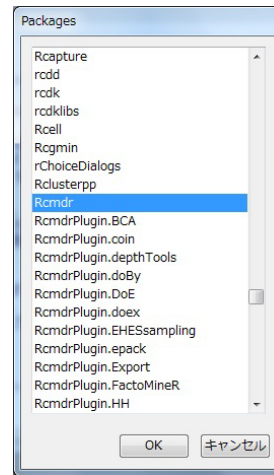 Packages
Rcapture
rcdd
rcdk
rcdklibs
Rcell
Rcgmin
rChoiceDialogs
Rclusterpp
Rcmdr
RcmdrPlugin.BCA
RcmdrPlugin.coin
RcmdrPlugin.depthTools
RcmdrPlugin.doBy
RcmdrPlugin.DoE
RcmdrPlugin.doex
RcmdrPlugin.EHESsampling
RcmdrPlugin.epack
RcmdrPlugin.Export
RcmdrPlugin.FactoMineR
RcmdrPlugin.HH
OK キャンセル